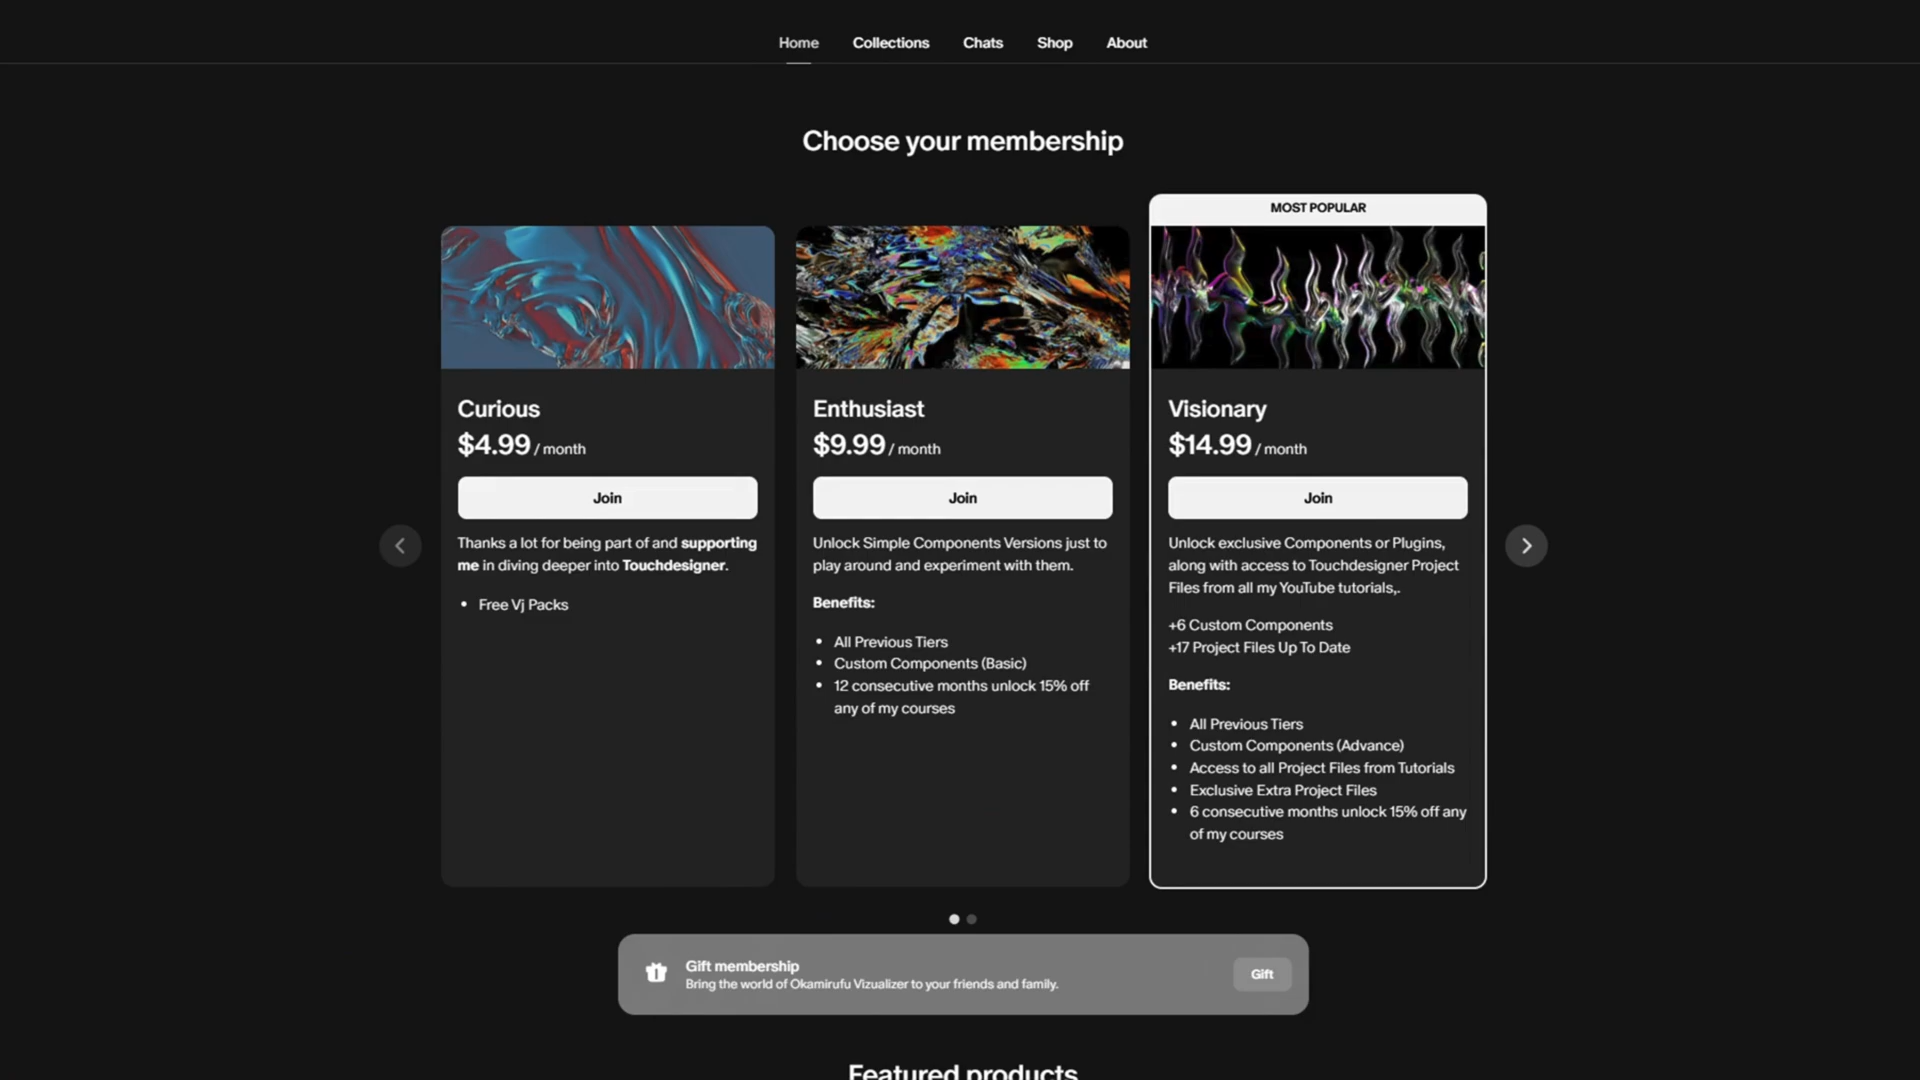 Home
Collections
Chats
Shop
About
Choose your membership
Curious
$4.99 / month
Join
Thanks a lot for being part of and supporting
me in diving deeper into Touchdesigner.
• Free Vj Packs
Enthusiast
$9.99 / month
Join
Unlock Simple Components Versions just to
play around and experiment with them.
Benefits:
• All Previous Tiers
• Custom Components (Basic)
• 12 consecutive months unlock 15% off
any of my courses
MOST POPULAR
Visionary
$14.99 / month
Join
Unlock exclusive Components or Plugins,
along with access to Touchdesigner Project
Files from all my YouTube tutorials,.
+6 Custom Components
+17 Project Files Up To Date
Benefits:
• All Previous Tiers
• Custom Components (Advance)
• Access to all Project Files from Tutorials
• Exclusive Extra Project Files
• 6 consecutive months unlock 15% off any
of my courses
Gift membership
Bring the world of Okamirufu Vizualizer to your friends and family.
Gift
Featured products